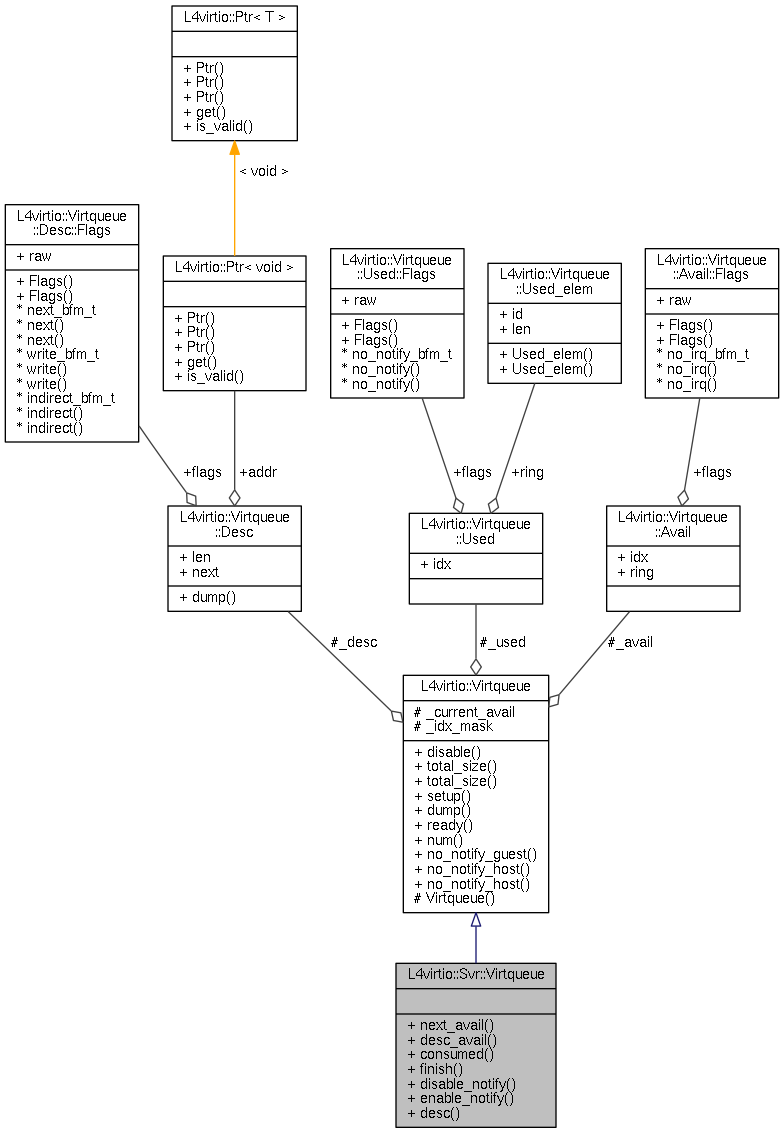 L4virtio::Ptr< T >
+ Ptr()
+ Ptr()
+ Ptr()
+ get()
+ is_valid()
< void >
L4virtio::Virtqueue
::Desc::Flags
+ raw
+ Flags()
+ Flags()
* next_bfm_t
* next()
* next()
* write_bfm_t
* write()
* write()
* indirect_bfm_t
* indirect()
* indirect()
L4virtio::Ptr< void >
+ Ptr()
+ Ptr()
+ Ptr()
+ get()
+ is_valid()
L4virtio::Virtqueue
::Used::Flags
+ raw
+ Flags()
+ Flags()
* no_notify_bfm_t
* no_notify()
* no_notify()
L4virtio::Virtqueue
::Used_elem
+ id
+ len
+ Used_elem()
+ Used_elem()
L4virtio::Virtqueue
::Avail::Flags
+ raw
+ Flags()
+ Flags()
* no_irq_bfm_t
* no_irq()
* no_irq()
+flags
+addr
+flags
+ring
+flags
L4virtio::Virtqueue
::Desc
+ len
+ next
+ dump()
L4virtio::Virtqueue
::Used
+ idx
L4virtio::Virtqueue
::Avail
+ idx
+ ring
#_desc
#_used
#_avail
L4virtio::Virtqueue
# _current_avail
# _idx_mask
+ disable()
+ total_size()
+ total_size()
+ setup()
+ dump()
+ ready()
+ num()
+ no_notify_guest()
+ no_notify_host()
+ no_notify_host()
# Virtqueue()
L4virtio::Svr::Virtqueue
+ next_avail()
+ desc_avail()
+ consumed()
+ finish()
+ disable_notify()
+ enable_notify()
+ desc()